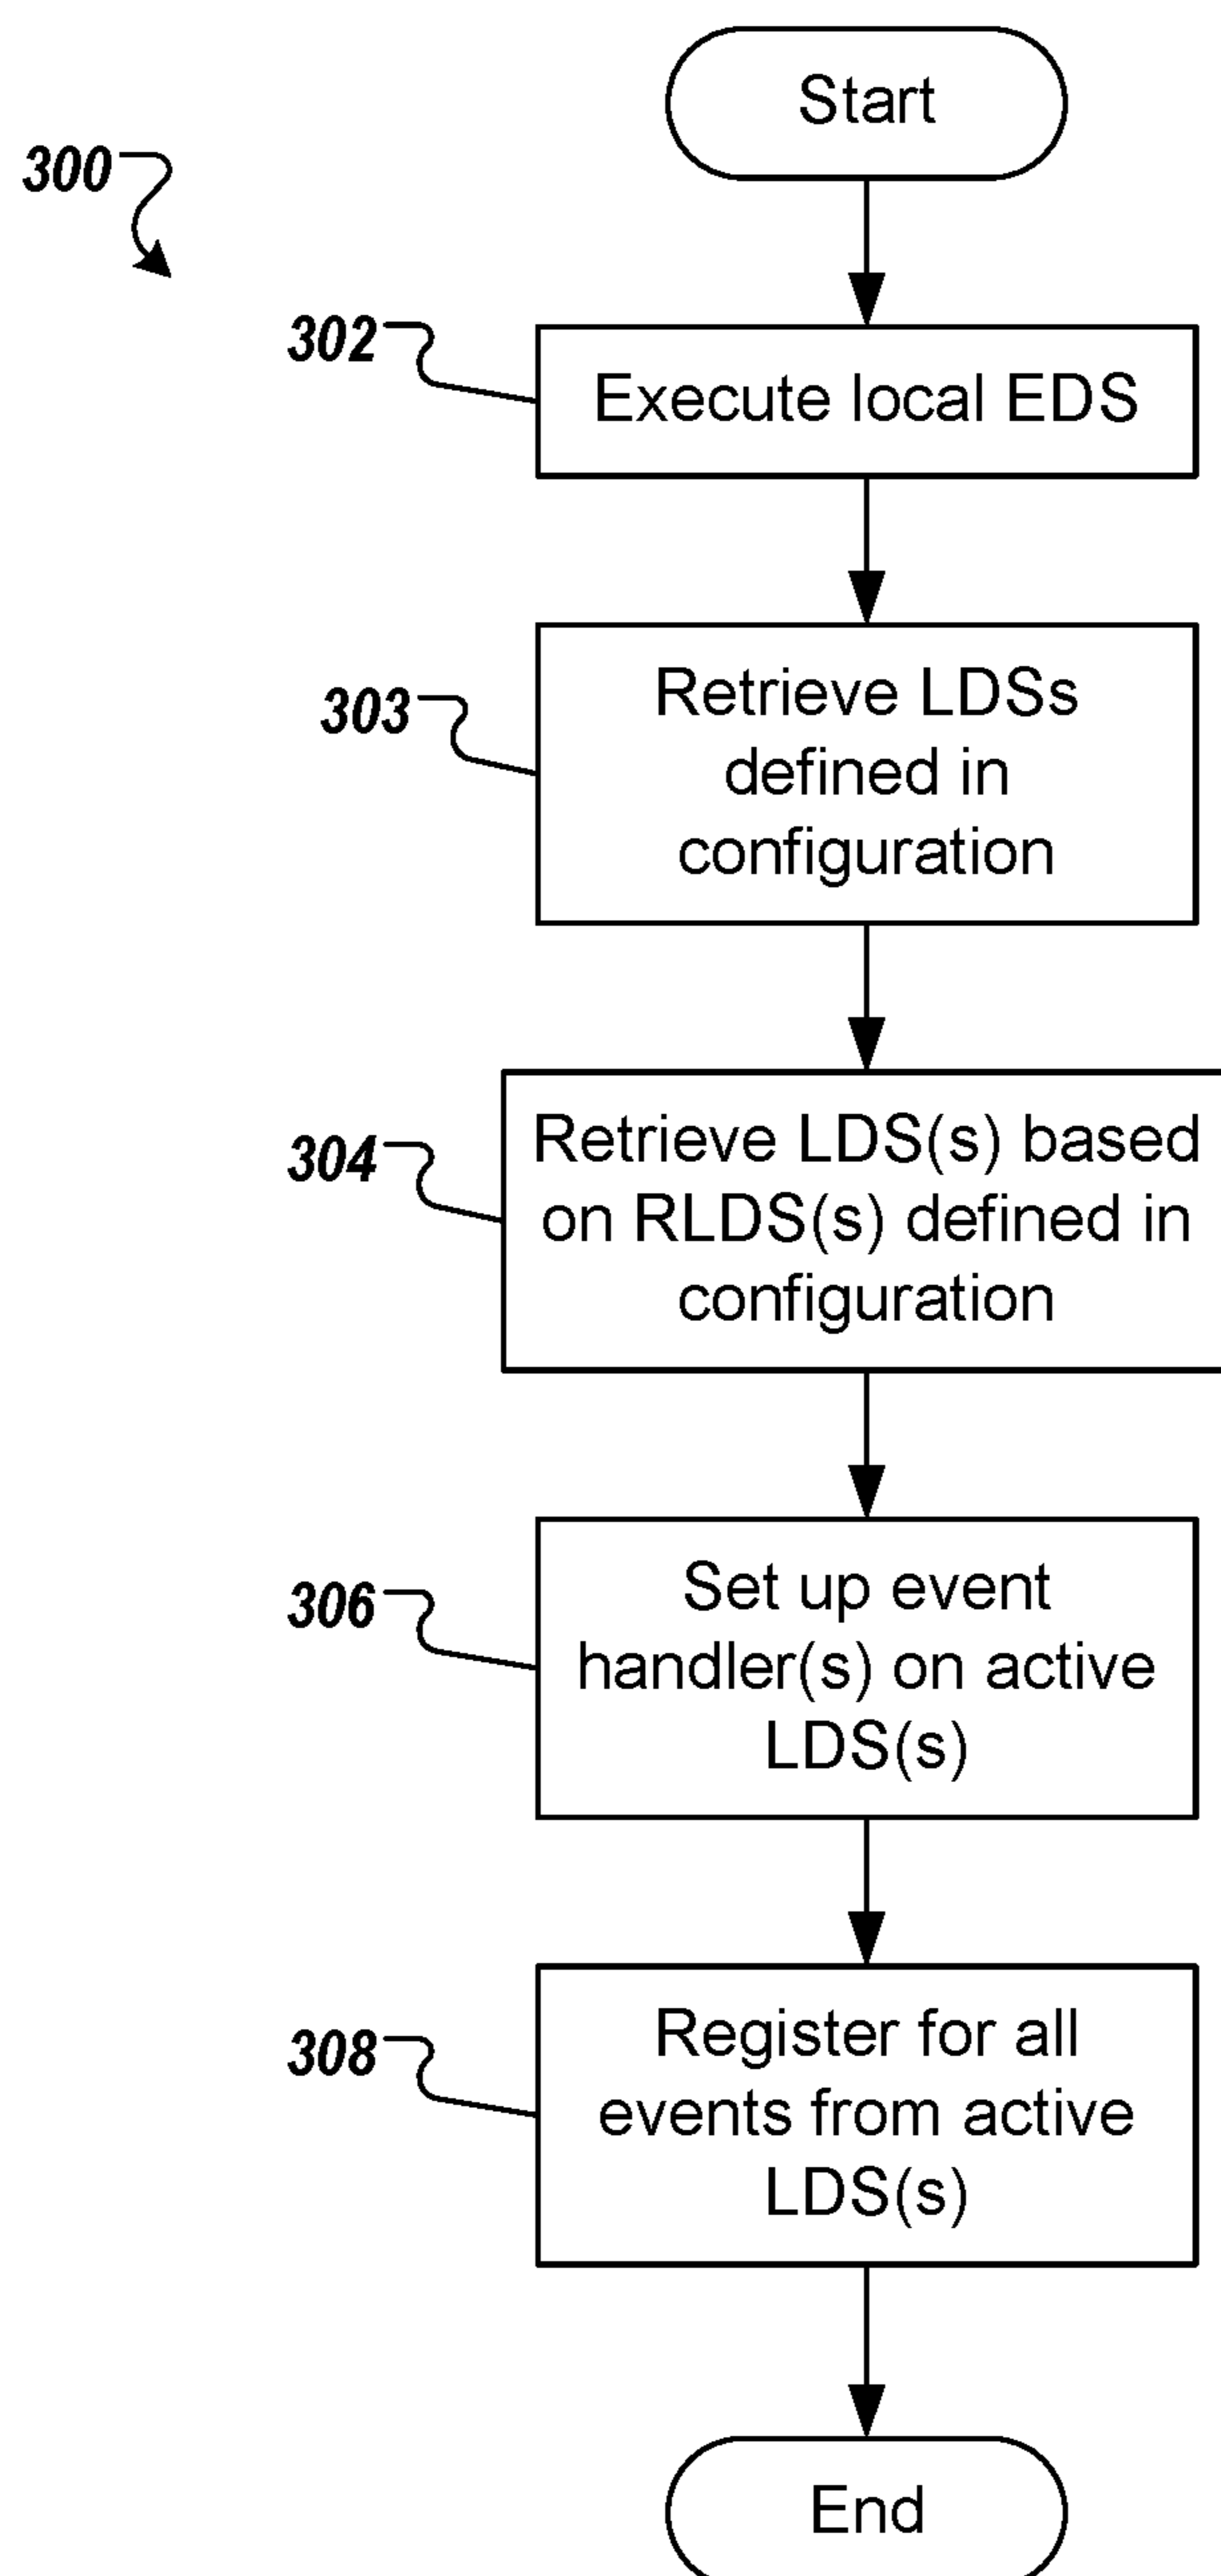 Start
300
302
Execute local EDS
303
Retrieve LDSs
defined in
configuration
304
Retrieve LDS(s) based
on RLDS(s) defined in
configuration
306
Set up event
handler(s) on active
LDS(s)
308
Register for all
events from active
LDS(s)
End